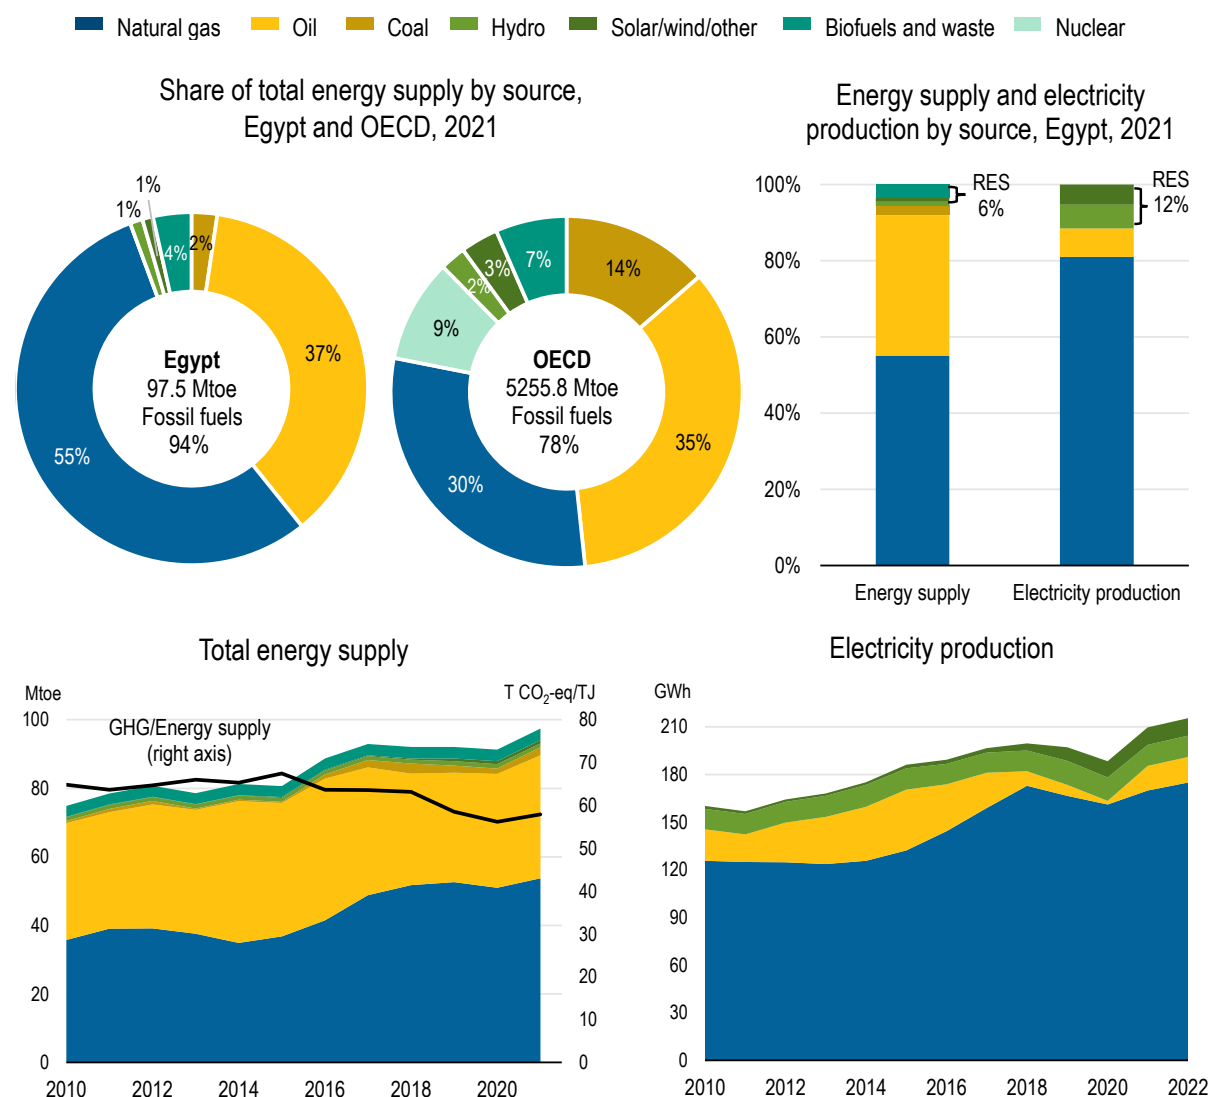 Natural gas Oil Coal Hydro Solar/wind/other Biofuels and waste Nuclear
Share of total energy supply by source,
Egypt and OECD, 2021
1%
1%
4%
2%
37%
55%
Egypt
97.5 Mtoe
Fossil fuels
94%
14%
35%
30%
9%
2%
3%
7%
OECD
5255.8 Mtoe
Fossil fuels
78%
Energy supply and electricity
production by source, Egypt, 2021
100%
80%
60%
40%
20%
0%
RES
6%
RES
12%
Energy supply Electricity production
Total energy supply
Mtoe
T CO₂-eq/TJ
GHG/Energy supply
(right axis)
100
80
60
40
20
0
80
70
60
50
40
30
20
10
0
2010 2012 2014 2016 2018 2020
Electricity production
GWh
210
180
150
120
90
60
30
0
2010 2012 2014 2016 2018 2020 2022